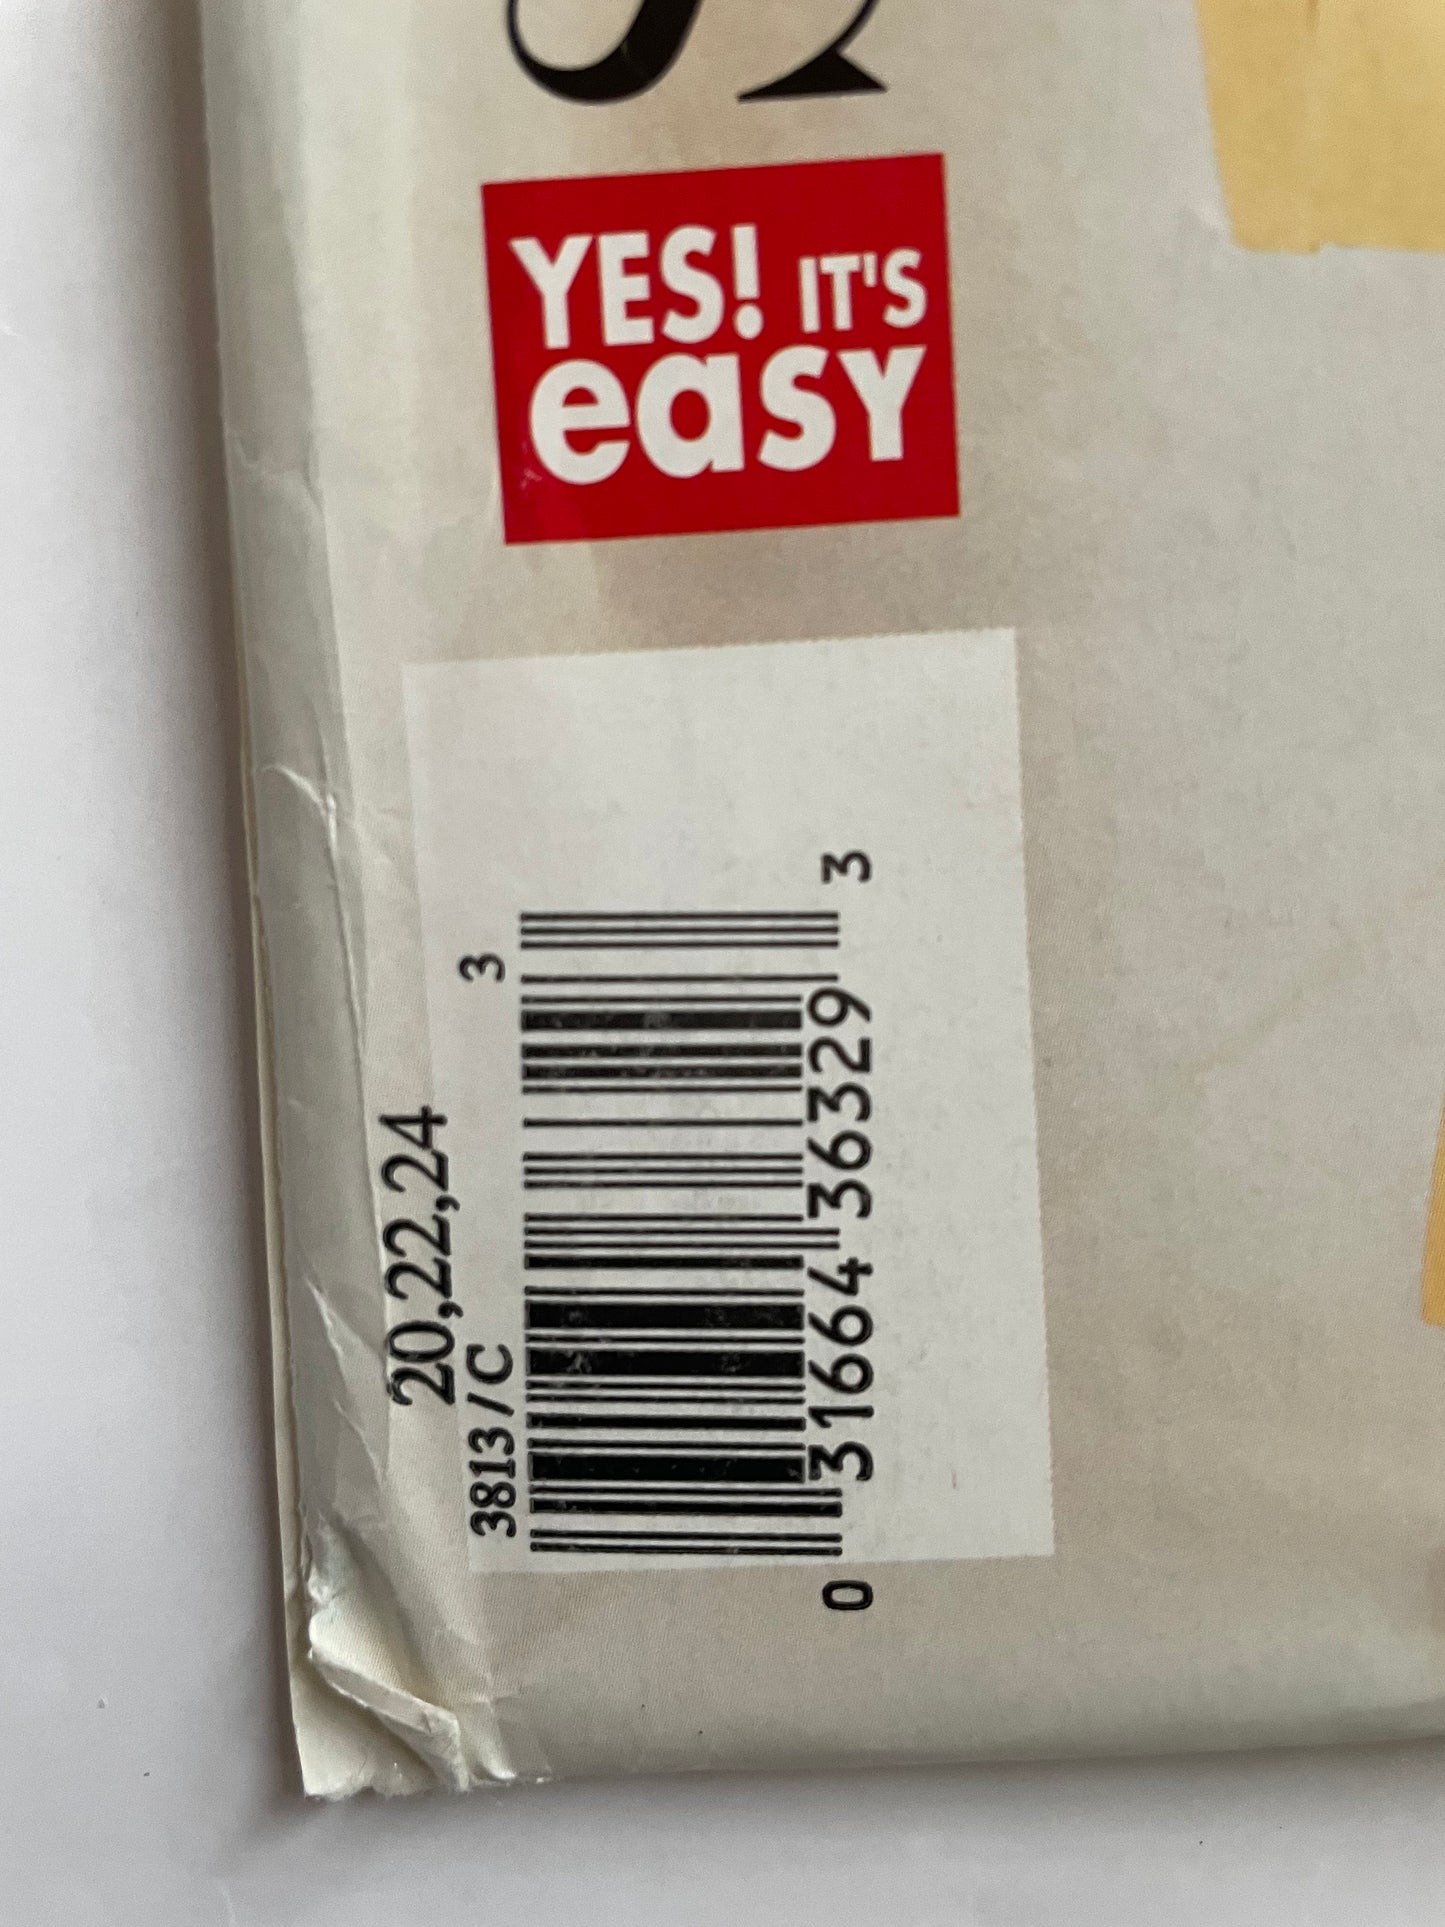 YES! IT'S
easy
20,22,24
3813/C
3
0 31664 36329 3